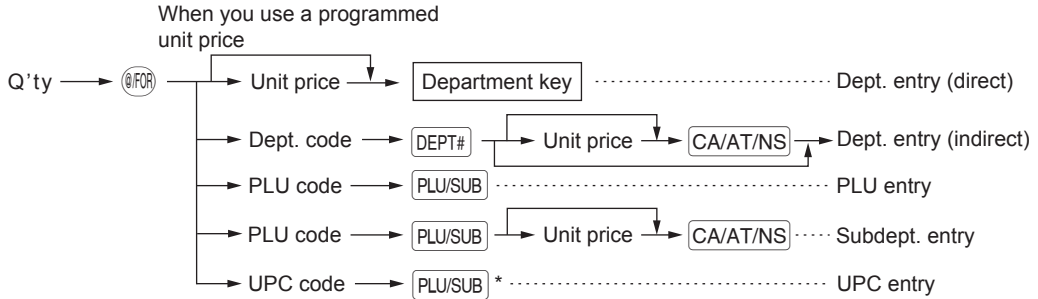 When you use a programmed
unit price
Q'ty @/FOR Unit price Department key Dept. entry (direct)
Dept. code DEPT# Unit price CA/AT/NS Dept. entry (indirect)
PLU code PLU/SUB PLU entry
PLU code PLU/SUB Unit price CA/AT/NS Subdept. entry
UPC code PLU/SUB * UPC entry